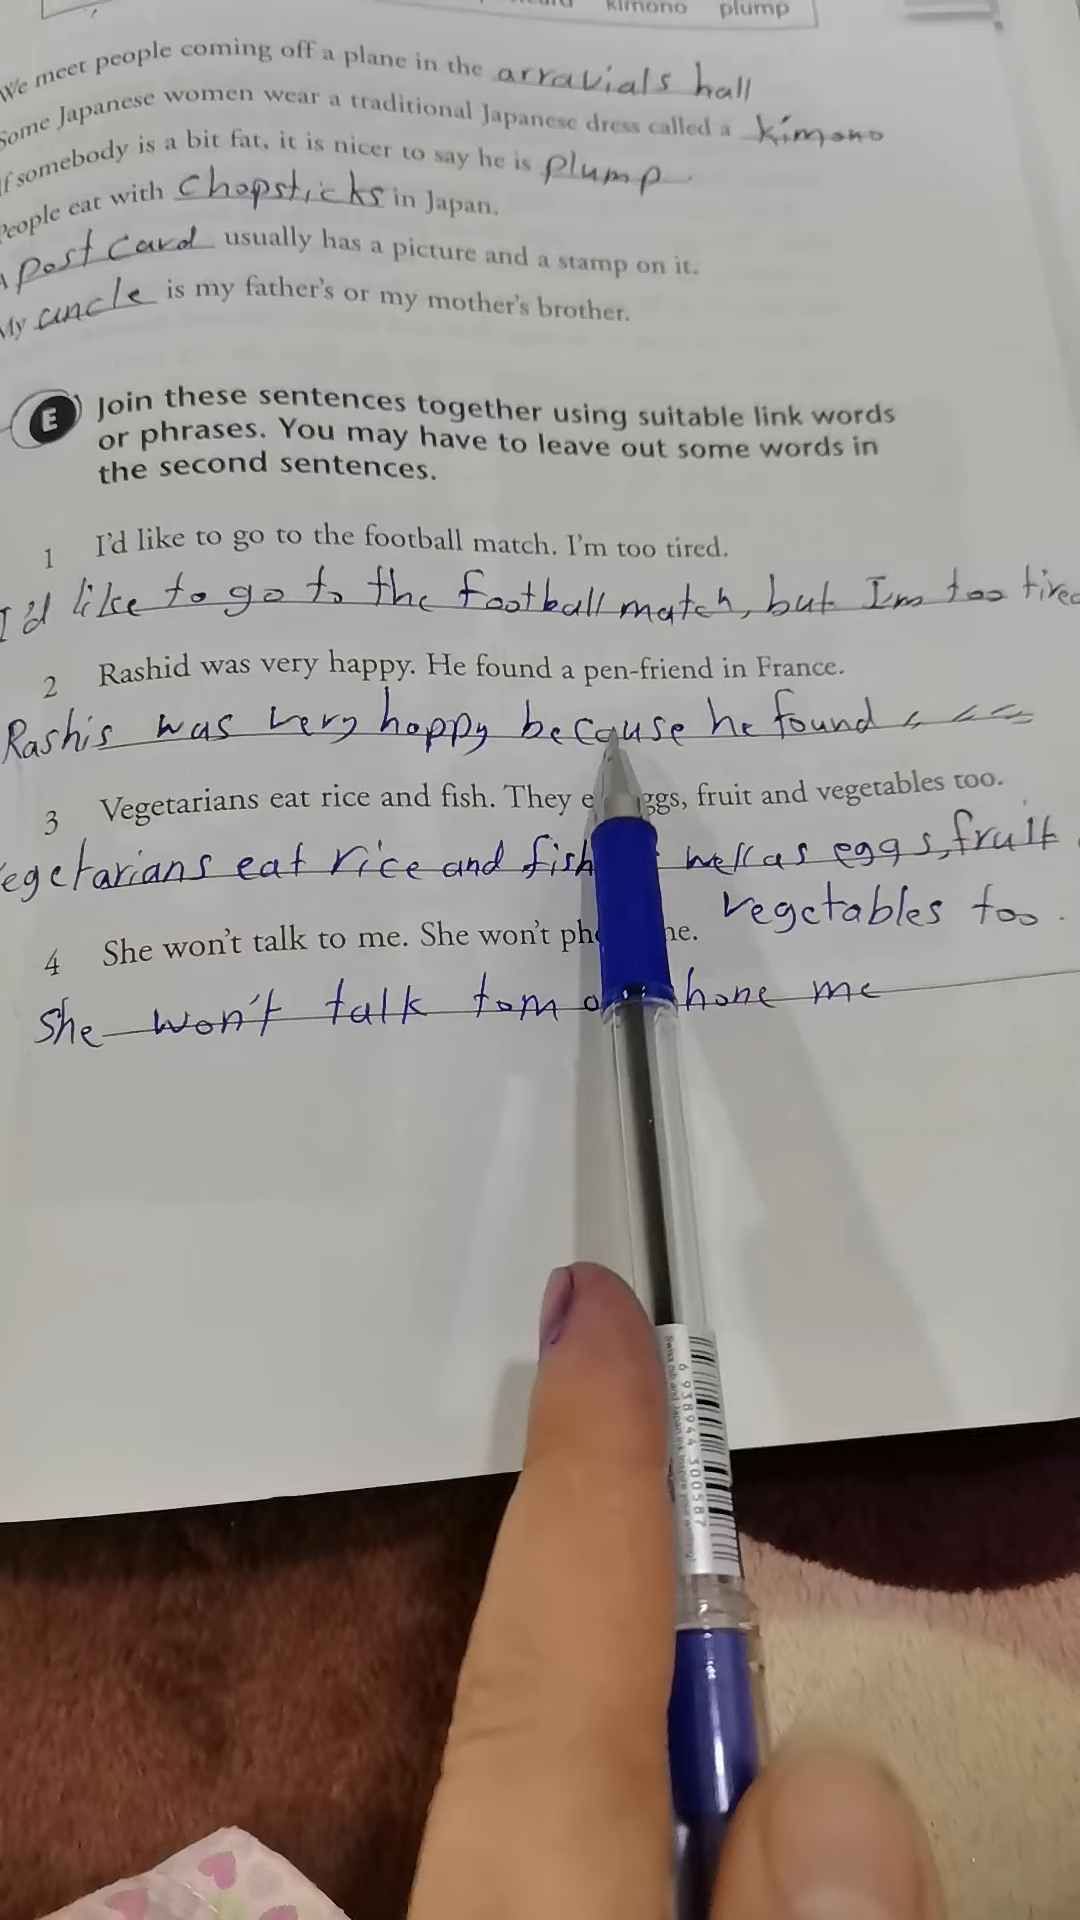 kimono plump
We meet people coming off a plane in the arravials hall
Some Japanese women wear a traditional Japanese dress called a kimono
If somebody is a bit fat, it is nicer to say he is plump
People eat with chopsticks in Japan.
A post card usually has a picture and a stamp on it.
My uncle is my father's or my mother's brother.
E Join these sentences together using suitable link words
or phrases. You may have to leave out some words in
the second sentences.
1 I'd like to go to the football match. I'm too tired.
I'd like to go to the football match, but I'm too tired
2 Rashid was very happy. He found a pen-friend in France.
Rashis was very happy because he found
3 Vegetarians eat rice and fish. They e ggs, fruit and vegetables too.
egetarians eat rice and fish well as eggs, fruit
vegetables too.
4 She won't talk to me. She won't ph ne.
She won't talk tom o hone me
6 938944 300587